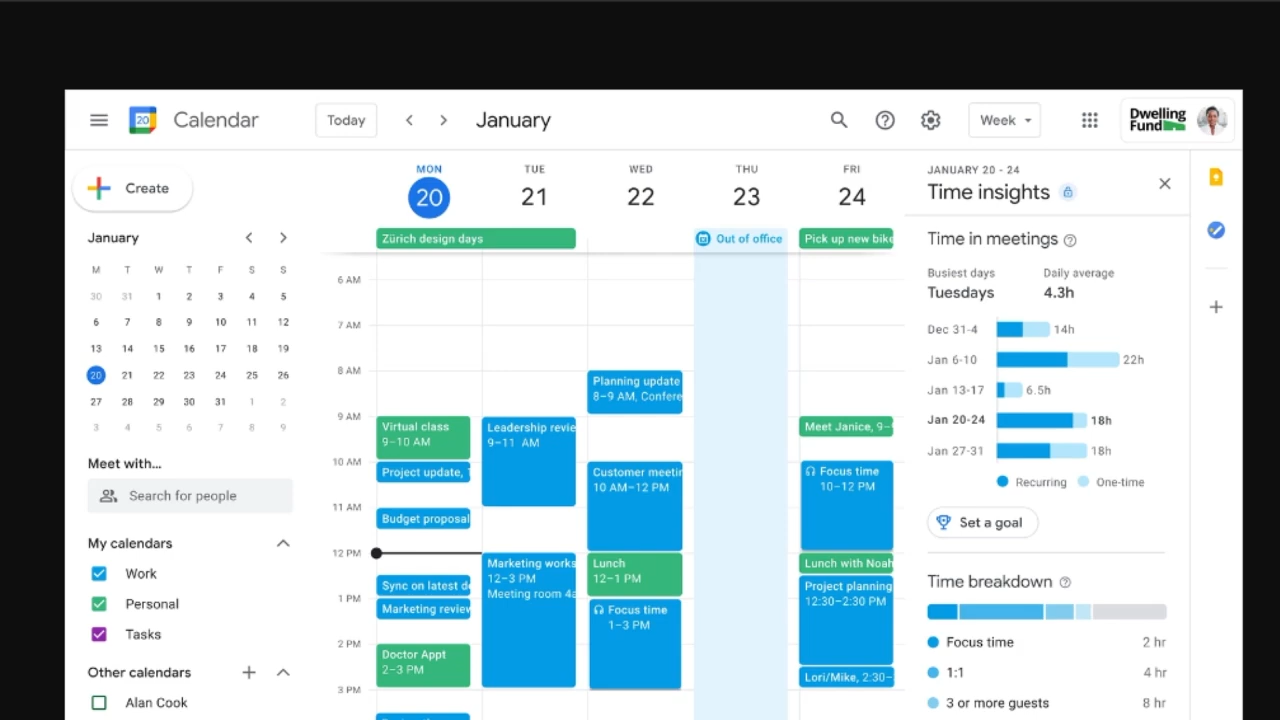 20 Calendar
Today
January
Week
Dwelling
Fund
Create
January
M T W T F S S
30 31 1 2 3 4 5
6 7 8 9 10 11 12
13 14 15 16 17 18 19
20 21 22 23 24 25 26
27 28 29 30 31 1 2
3 4 5 6 7 8 9
Meet with...
Search for people
My calendars
Work
Personal
Tasks
Other calendars
Alan Cook
MON TUE WED THU FRI
20 21 22 23 24
Zürich design days
Out of office
Pick up new bike
6 AM
7 AM
8 AM
9 AM
10 AM
11 AM
12 PM
1 PM
2 PM
3 PM
Virtual class
9–10 AM
Project update,
Budget proposal
Sync on latest
Marketing review
Doctor Appt
2–3 PM
Leadership revie
9–11 AM
Marketing works
12–3 PM
Meeting room 4a
Planning update
8–9 AM, Confere
Customer meetin
10 AM–12 PM
Lunch
12–1 PM
Focus time
1–3 PM
Meet Janice, 9–
Focus time
10–12 PM
Lunch with Noah
Project planning
12:30–2:30 PM
Lori/Mike, 2:30–
JANUARY 20 - 24
Time insights
Time in meetings
Busiest days Daily average
Tuesdays 4.3h
Dec 31-4 14h
Jan 6-10 22h
Jan 13-17 6.5h
Jan 20-24 18h
Jan 27-31 18h
Recurring One-time
Set a goal
Time breakdown
Focus time 2 hr
1:1 4 hr
3 or more guests 8 hr